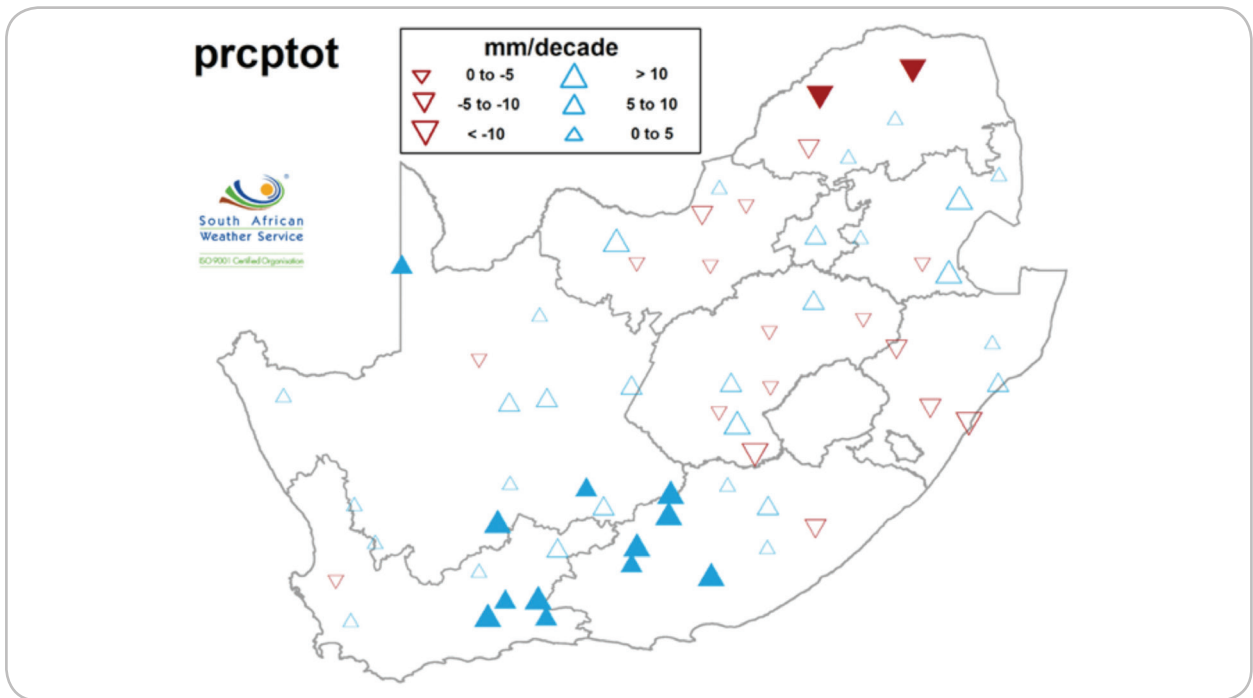 prcptot
mm/decade
0 to -5
> 10
-5 to -10
5 to 10
< -10
0 to 5
®
South African
Weather Service
ISO 9001 Certified Organisation